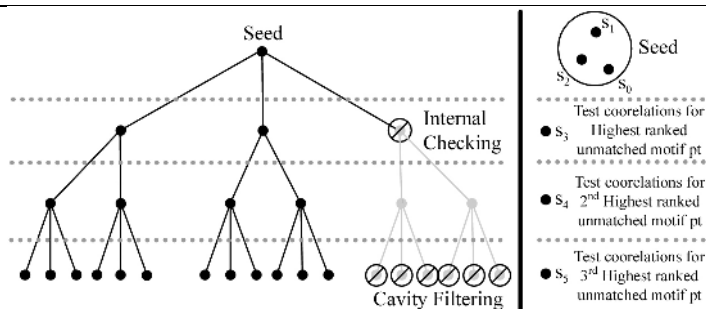 Seed
Internal
Checking
Cavity Filtering
S1
S2
S0
Seed
S3
Test coorelations for
Highest ranked
unmatched motif pt
S4
Test coorelations for
2nd Highest ranked
unmatched motif pt
S5
Test coorelations for
3rd Highest ranked
unmatched motif pt